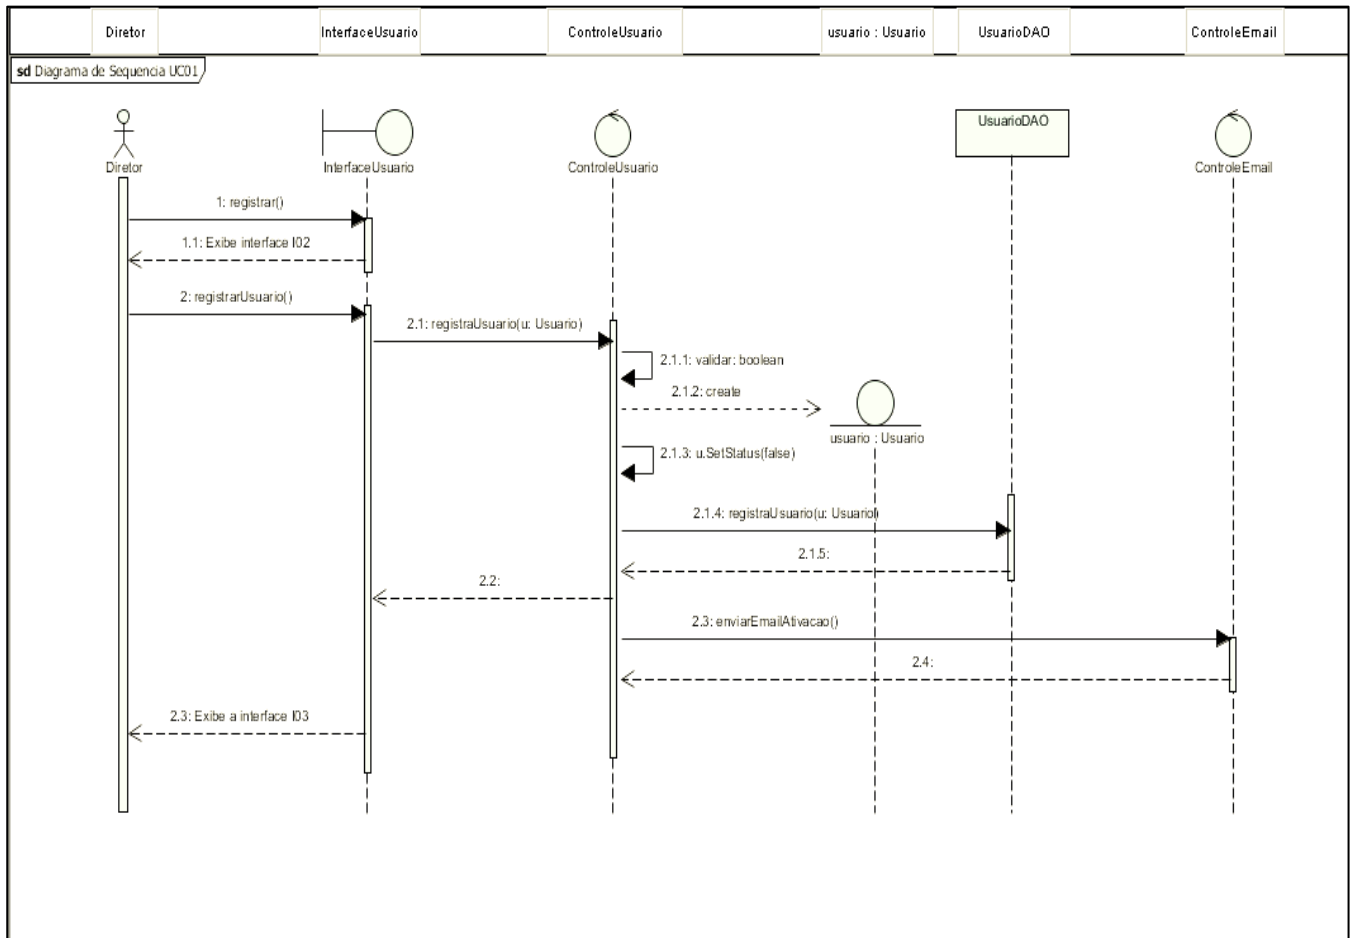 Diretor
InterfaceUsuario
ControleUsuario
usuario : Usuario
UsuarioDAO
ControleEmail
sd Diagrama de Sequencia UC01
UsuarioDAO
Diretor
InterfaceUsuario
ControleUsuario
ControleEmail
1: registrar()
1.1: Exibe interface I02
2: registrarUsuario()
2.1: registraUsuario(u: Usuario)
2.1.1: validar: boolean
2.1.2: create
usuario : Usuario
2.1.3: u.SetStatus(false)
2.1.4: registraUsuario(u: Usuario)
2.1.5:
2.2:
2.3: enviarEmailAtivacao()
2.4:
2.3: Exibe a interface I03